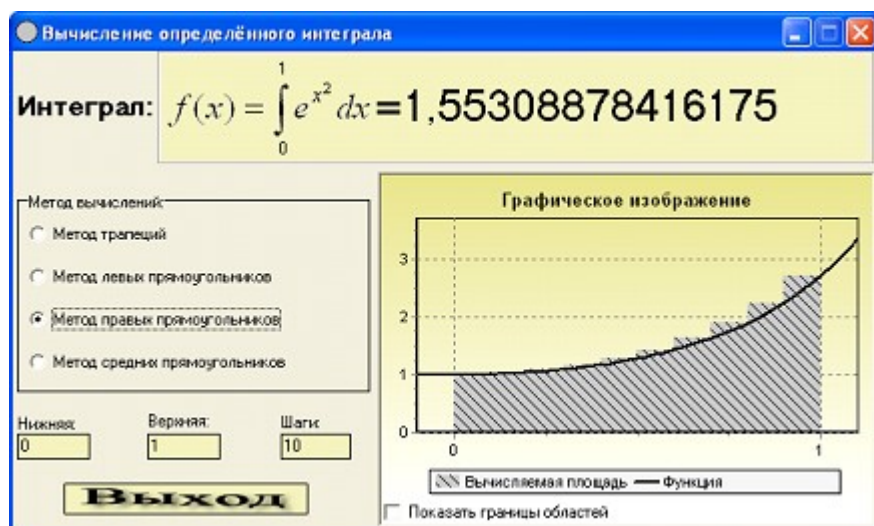 Вычисление определённого интеграла
Интеграл: f(x) = ∫₀¹ e^{x²} dx =1,55308878416175
Метод вычислений:
Метод трапеций
Метод левых прямоугольников
Метод правых прямоугольников
Метод средних прямоугольников
Нижняя: Верхняя: Шаги:
0 1 10
Выход
Графическое изображение
3
2
1
0
0 1
Вычисляемая площадь Функция
Показать границы областей